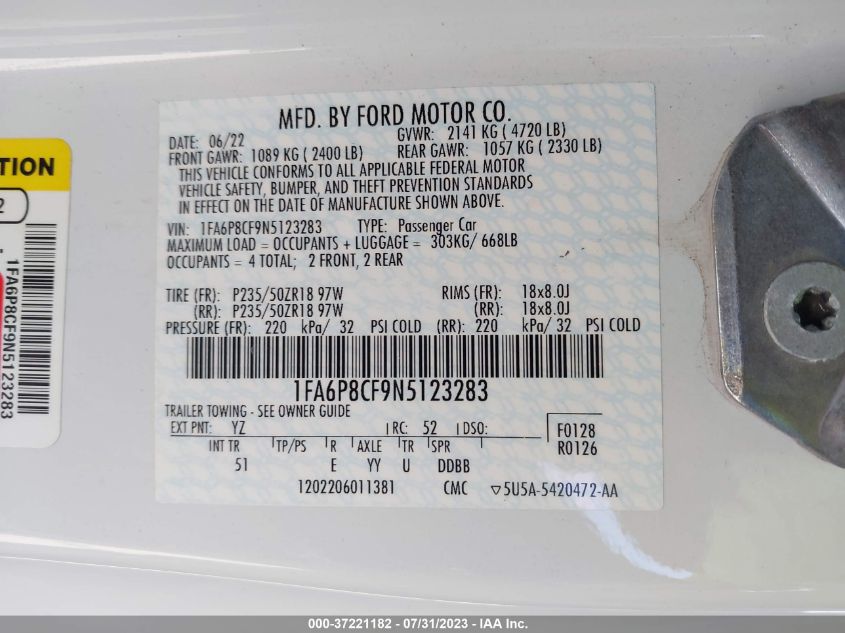 MFD. BY FORD MOTOR CO.
DATE: 06/22 GVWR: 2141 KG ( 4720 LB)
FRONT GAWR: 1089 KG ( 2400 LB) REAR GAWR: 1057 KG ( 2330 LB)
THIS VEHICLE CONFORMS TO ALL APPLICABLE FEDERAL MOTOR
VEHICLE SAFETY, BUMPER, AND THEFT PREVENTION STANDARDS
IN EFFECT ON THE DATE OF MANUFACTURE SHOWN ABOVE.
VIN: 1FA6P8CF9N5123283 TYPE: Passenger Car
MAXIMUM LOAD = OCCUPANTS + LUGGAGE = 303KG/ 668LB
OCCUPANTS = 4 TOTAL; 2 FRONT, 2 REAR
TIRE (FR): P235/50ZR18 97W RIMS (FR): 18x8.0J
(RR): P235/50ZR18 97W (RR): 18x8.0J
PRESSURE (FR): 220 kPa/ 32 PSI COLD (RR): 220 kPa/ 32 PSI COLD
1FA6P8CF9N5123283
TRAILER TOWING - SEE OWNER GUIDE
EXT PNT: YZ RC: 52 DSO: F0128
R0126
INT TR TP/PS R AXLE TR SPR
51 E YY U DDBB
1202206011381 CMC ▽5U5A-5420472-AA
TION
2
1FA6P8CF9N5123283
000-37221182 - 07/31/2023 - IAA Inc.